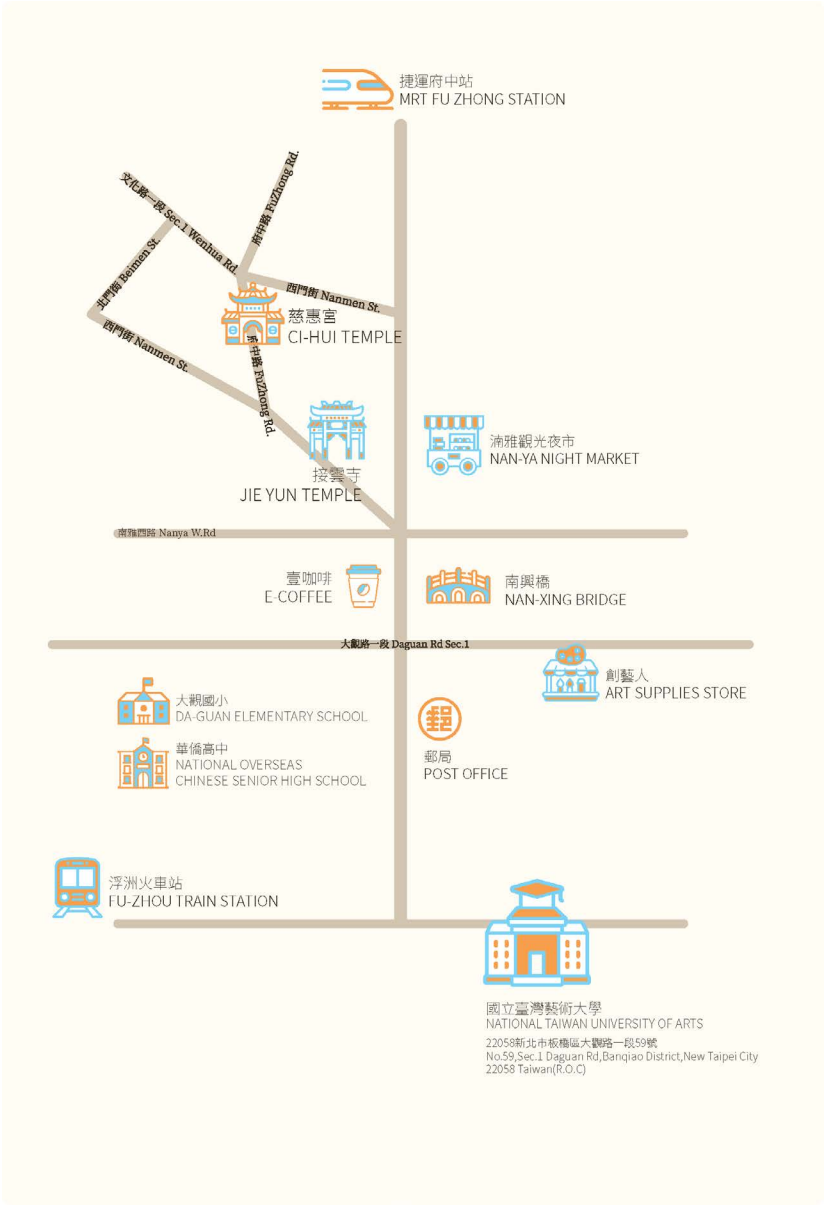 捷運府中站
MRT FU ZHONG STATION
文化路一段 Sec.1 Wenhua Rd.
府中路 FuZhong Rd.
北門街 Beimen St.
西門街 Nanmen St.
慈惠宮
CI-HUI TEMPLE
西門街 Nanmen St.
府中路 FuZhong Rd.
接雲寺
JIE YUN TEMPLE
湳雅觀光夜市
NAN-YA NIGHT MARKET
南雅西路 Nanya W.Rd
壹咖啡
E-COFFEE
南興橋
NAN-XING BRIDGE
大觀路一段 Daguan Rd Sec.1
創藝人
ART SUPPLIES STORE
大觀國小
DA-GUAN ELEMENTARY SCHOOL
華僑高中
NATIONAL OVERSEAS
CHINESE SENIOR HIGH SCHOOL
郵
郵局
POST OFFICE
浮洲火車站
FU-ZHOU TRAIN STATION
國立臺灣藝術大學
NATIONAL TAIWAN UNIVERSITY OF ARTS
22058新北市板橋區大觀路一段59號
No.59,Sec.1 Daguan Rd,Banqiao District,New Taipei City
22058 Taiwan(R.O.C)